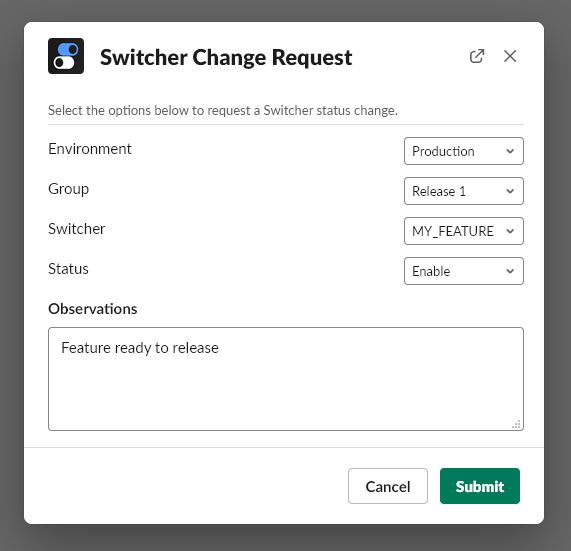 Switcher Change Request
Select the options below to request a Switcher status change.
Environment Production
Group Release 1
Switcher MY_FEATURE
Status Enable
Observations
Feature ready to release
Cancel Submit